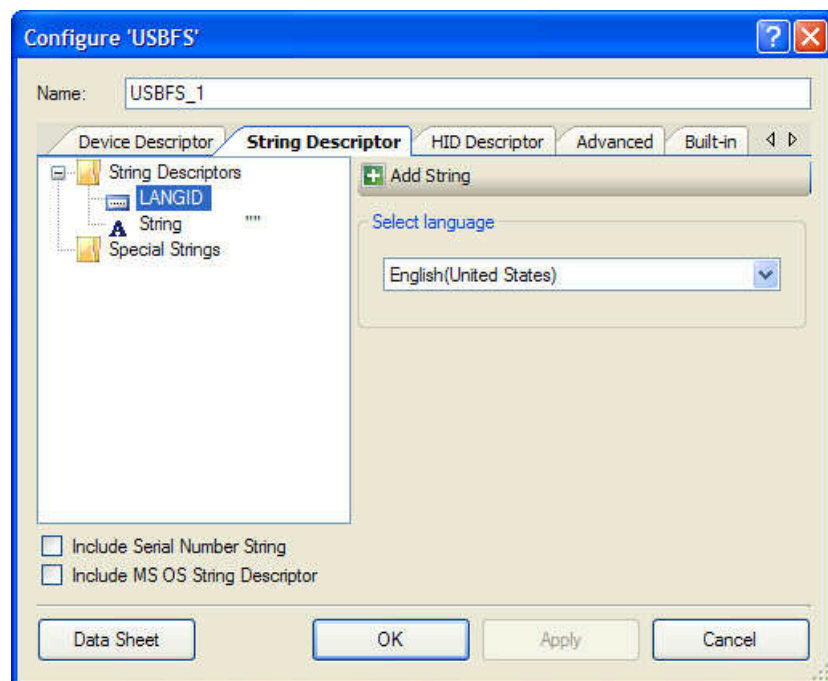 Configure 'USBFS'
Name: USBFS_1
Device Descriptor String Descriptor HID Descriptor Advanced Built-in
String Descriptors
LANGID
String ""
Special Strings
Add String
Select language
English(United States)
Include Serial Number String
Include MS OS String Descriptor
Data Sheet OK Apply Cancel